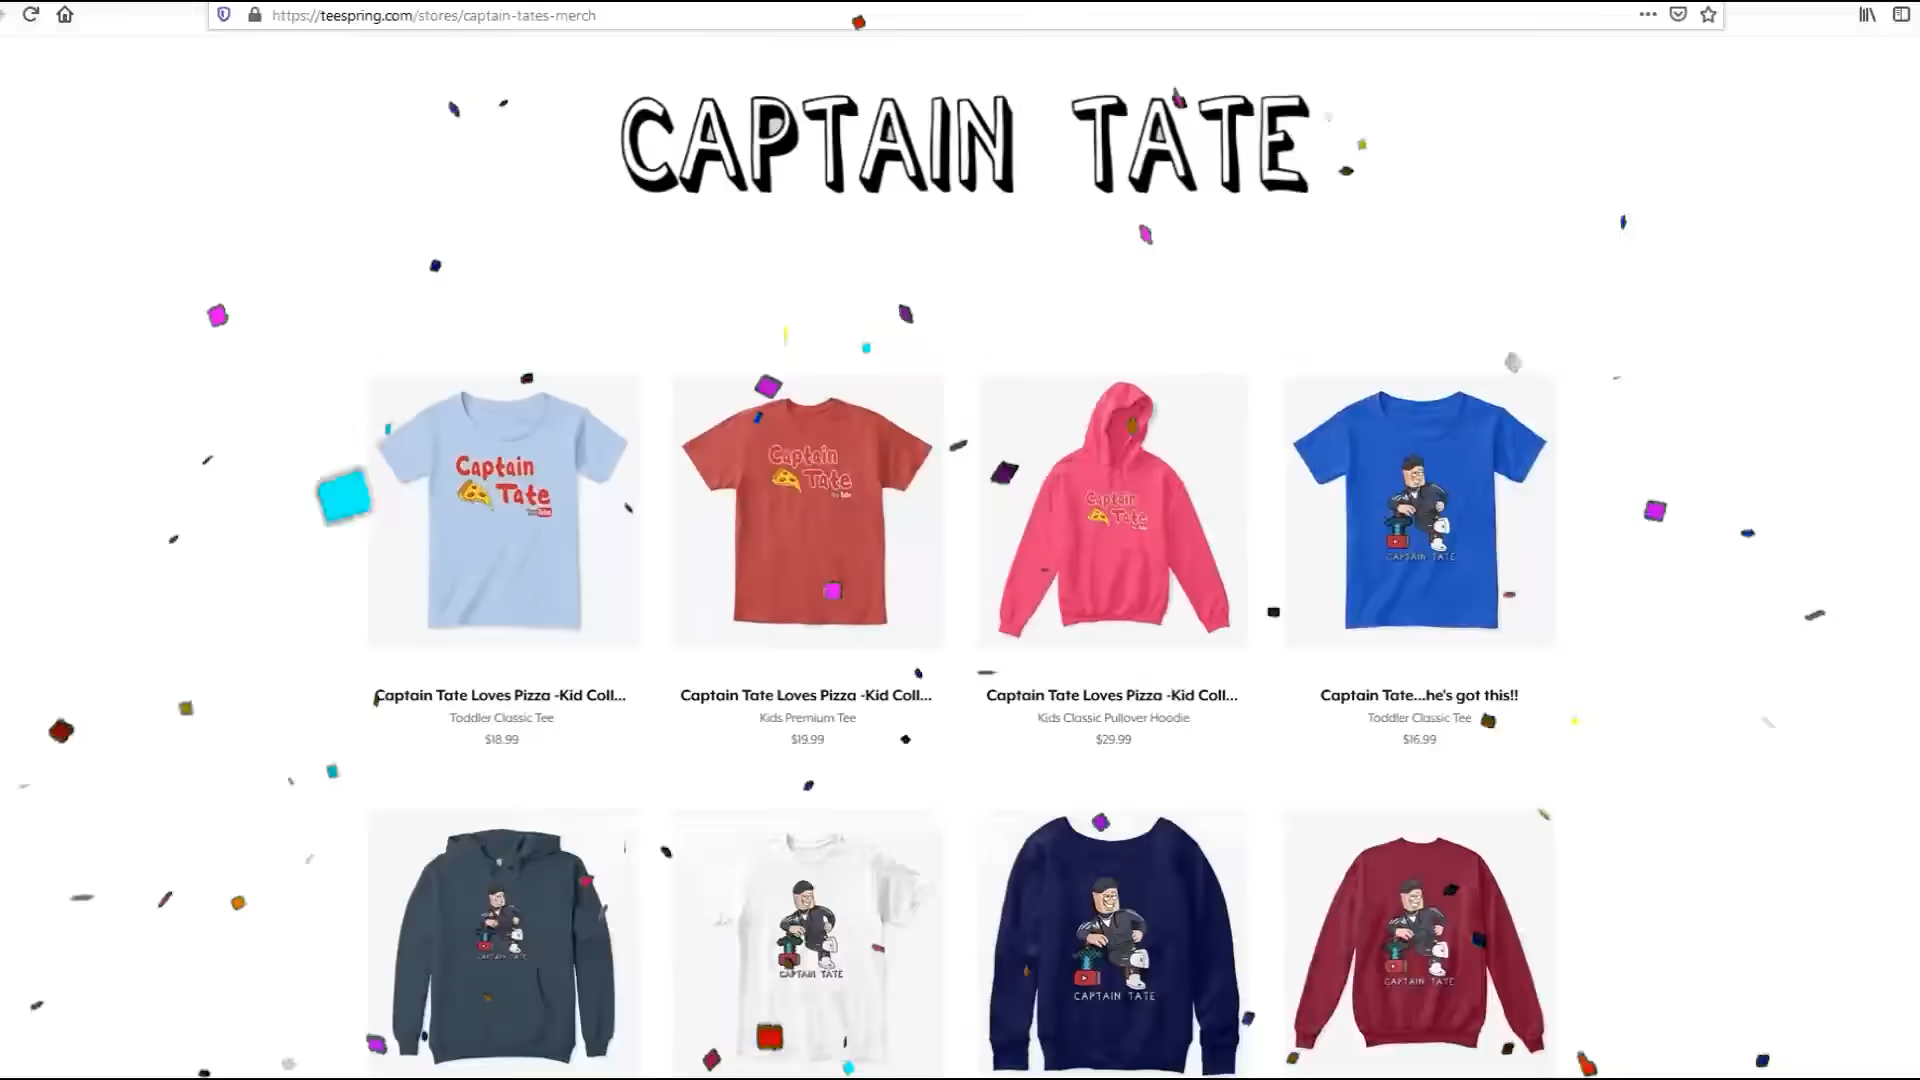 https://teespring.com/stores/captain-tates-merch
CAPTAIN TATE
Captain
Tate
Captain
Tate
Captain
Tate
CAPTAIN TATE
Captain Tate Loves Pizza -Kid Coll...
Toddler Classic Tee
$18.99
Captain Tate Loves Pizza -Kid Coll...
Kids Premium Tee
$19.99
Captain Tate Loves Pizza -Kid Coll...
Kids Classic Pullover Hoodie
$29.99
Captain Tate...he's got this!!
Toddler Classic Tee
$16.99
CAPTAIN TATE
CAPTAIN TATE
CAPTAIN TATE
CAPTAIN TATE